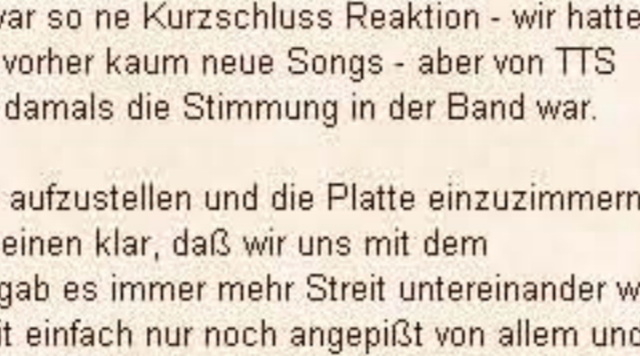 war so ne Kurzschluss Reaktion - wir hatte
vorher kaum neue Songs - aber von TTS
damals die Stimmung in der Band war.
aufzustellen und die Platte einzuzimmern
einen klar, daß wir uns mit dem
gab es immer mehr Streit untereinander w
it einfach nur noch angepißt von allem und